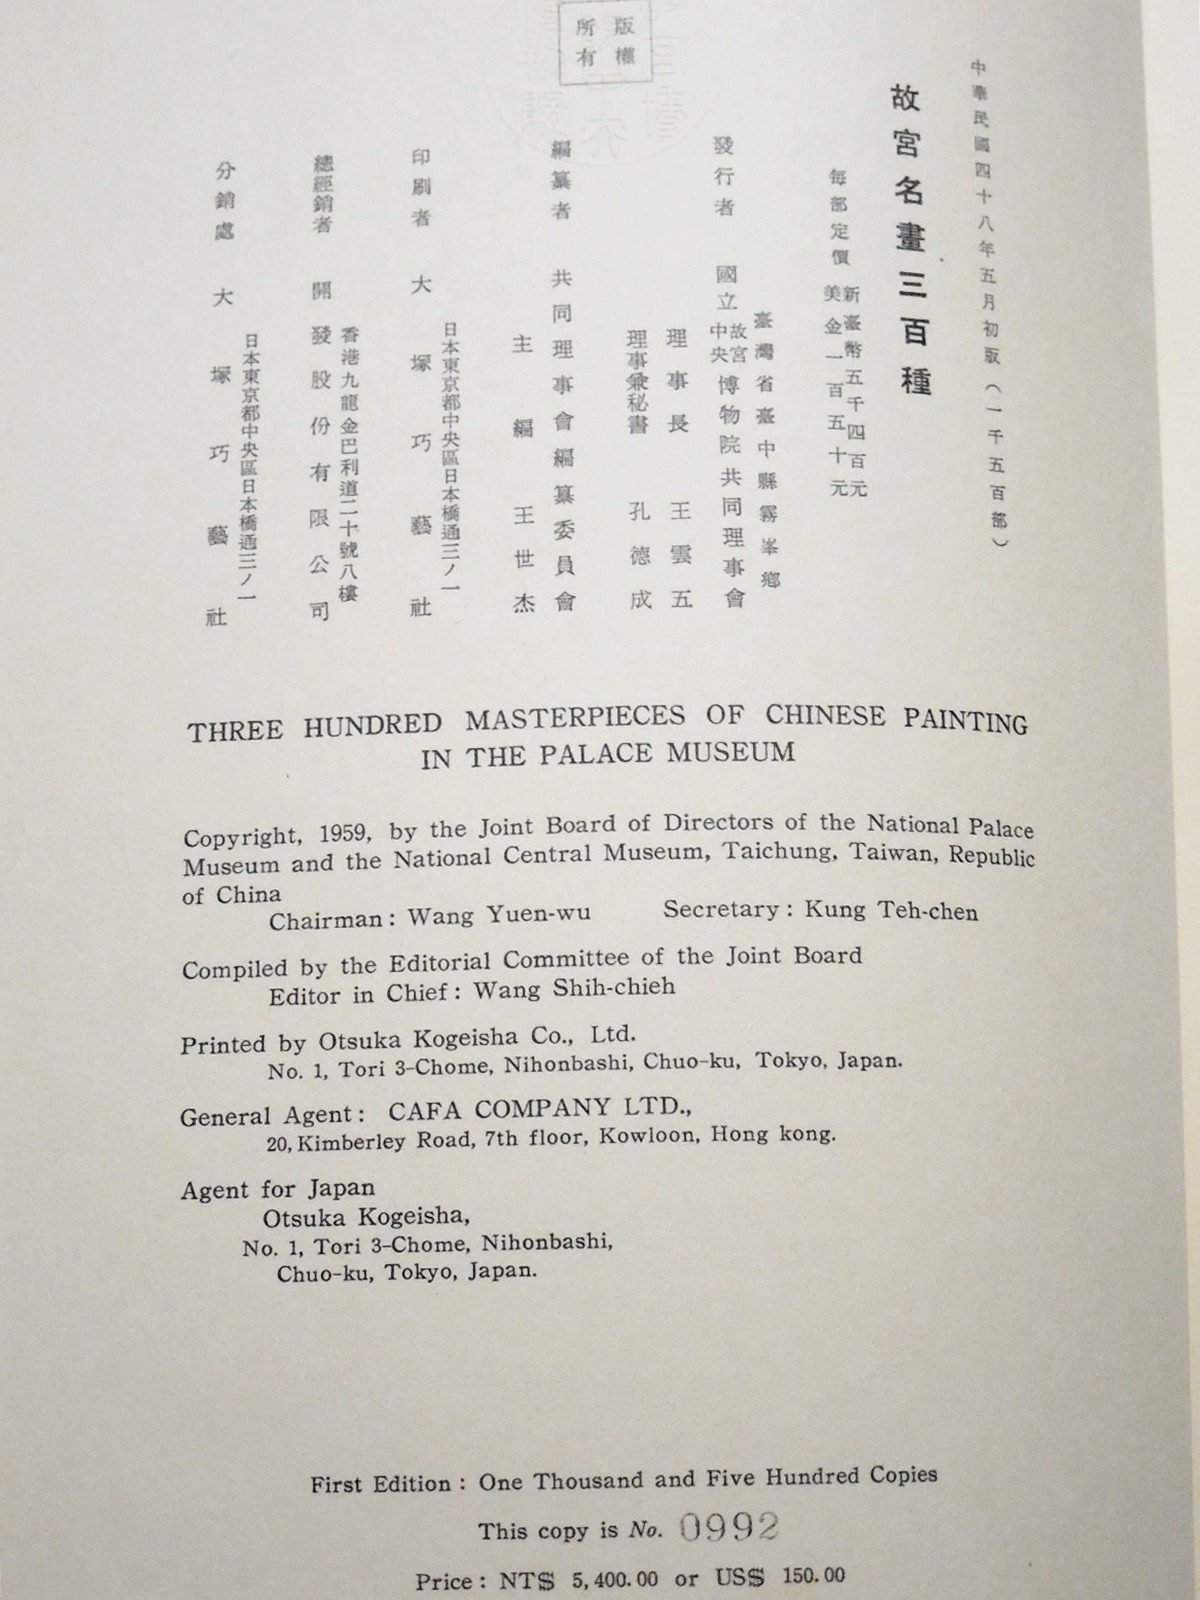 版權
所有
中華民國四十八年五月初版(一千五百部)
故宮名畫三百種
每部定價
新臺幣五千四百元
美金一百五十元
臺灣省臺中縣霧峯鄉
發行者 國立故宮中央博物院共同理事會
理事長 王雲五
理事兼秘書 孔德成
編纂者 共同理事會編纂委員會
主編 王世杰
日本東京都中央區日本橋通三ノ一
印刷者 大塚巧藝社
香港九龍金巴利道二十號八樓
總經銷者 開發股份有限公司
日本東京都中央區日本橋通三ノ一
分銷處 大塚巧藝社
THREE HUNDRED MASTERPIECES OF CHINESE PAINTING
IN THE PALACE MUSEUM
Copyright, 1959, by the Joint Board of Directors of the National Palace
Museum and the National Central Museum, Taichung, Taiwan, Republic
of China
Chairman: Wang Yuen-wu Secretary: Kung Teh-chen
Compiled by the Editorial Committee of the Joint Board
Editor in Chief: Wang Shih-chieh
Printed by Otsuka Kogeisha Co., Ltd.
No. 1, Tori 3-Chome, Nihonbashi, Chuo-ku, Tokyo, Japan.
General Agent: CAFA COMPANY LTD.,
20, Kimberley Road, 7th floor, Kowloon, Hong kong.
Agent for Japan
Otsuka Kogeisha,
No. 1, Tori 3-Chome, Nihonbashi,
Chuo-ku, Tokyo, Japan.
First Edition: One Thousand and Five Hundred Copies
This copy is No. 0992
Price: NT$ 5,400.00 or US$ 150.00